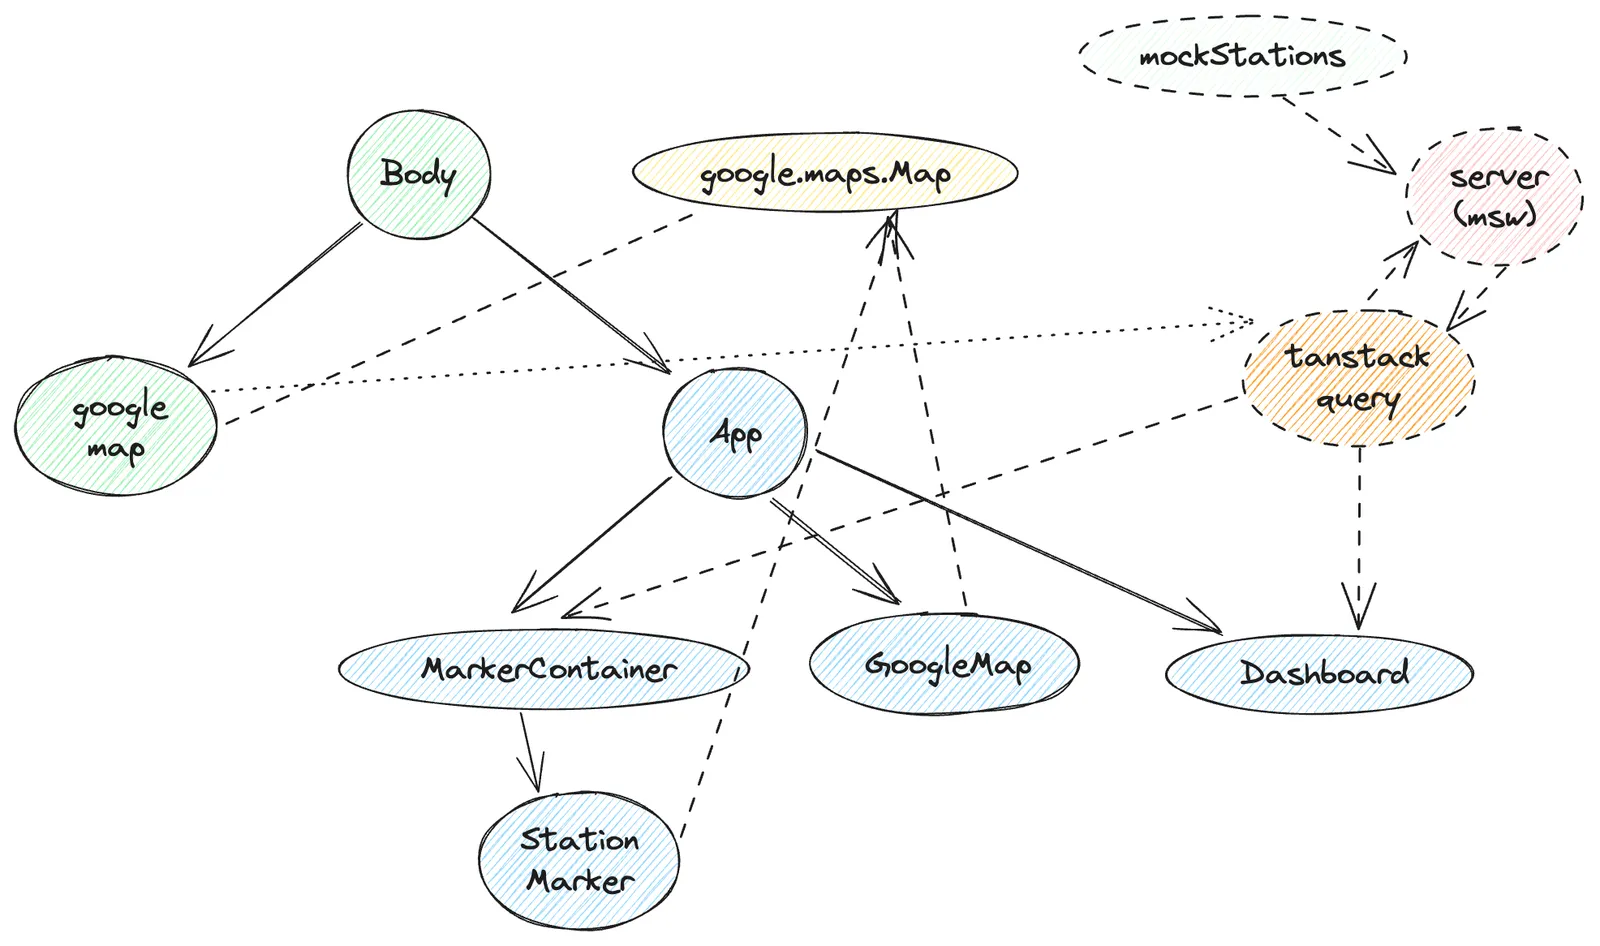 mockStations
Body
google.maps.Map
server
(msw)
google
map
App
tanstack
query
MarkerContainer
GoogleMap
Dashboard
Station
Marker